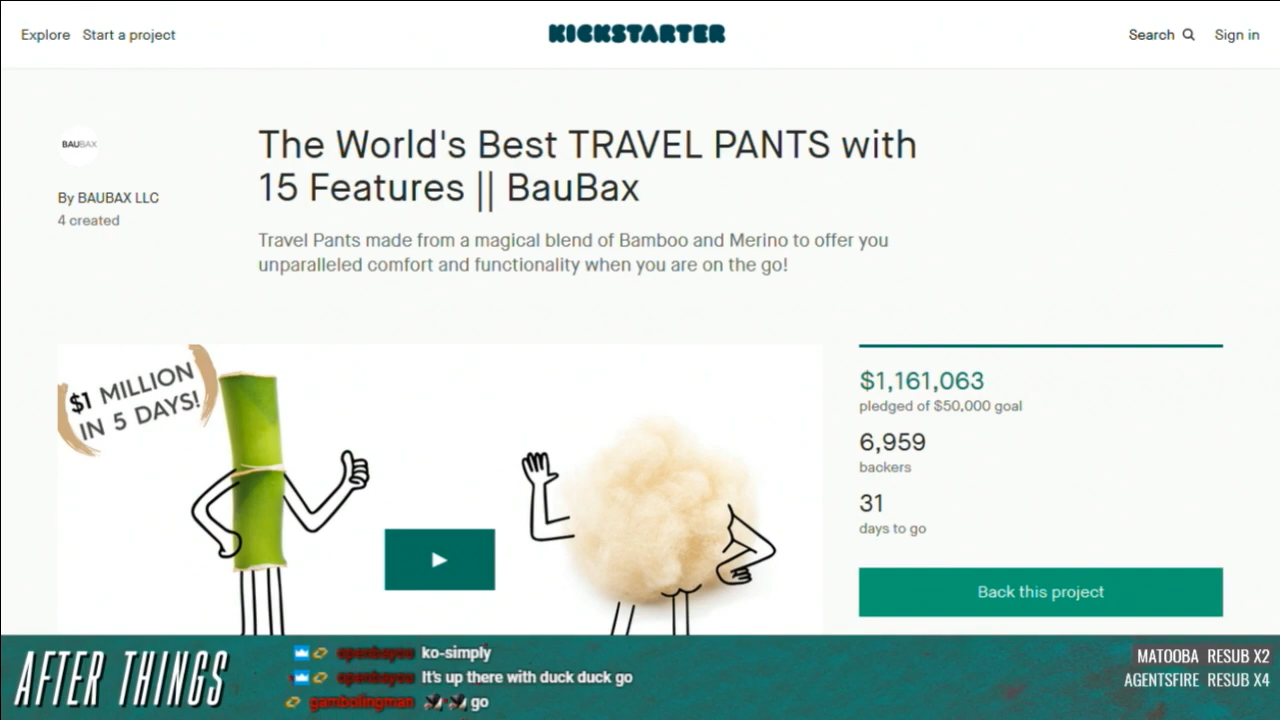 Explore Start a project KICKSTARTER Search Sign in
BAUBAX
By BAUBAX LLC
4 created
The World's Best TRAVEL PANTS with
15 Features || BauBax
Travel Pants made from a magical blend of Bamboo and Merino to offer you
unparalleled comfort and functionality when you are on the go!
$1 MILLION
IN 5 DAYS!
$1,161,063
pledged of $50,000 goal
6,959
backers
31
days to go
Back this project
AFTER THINGS
ko-simply
It's up there with duck duck go
gambolingman go
MATOOBA RESUB X2
AGENTSFIRE RESUB X4